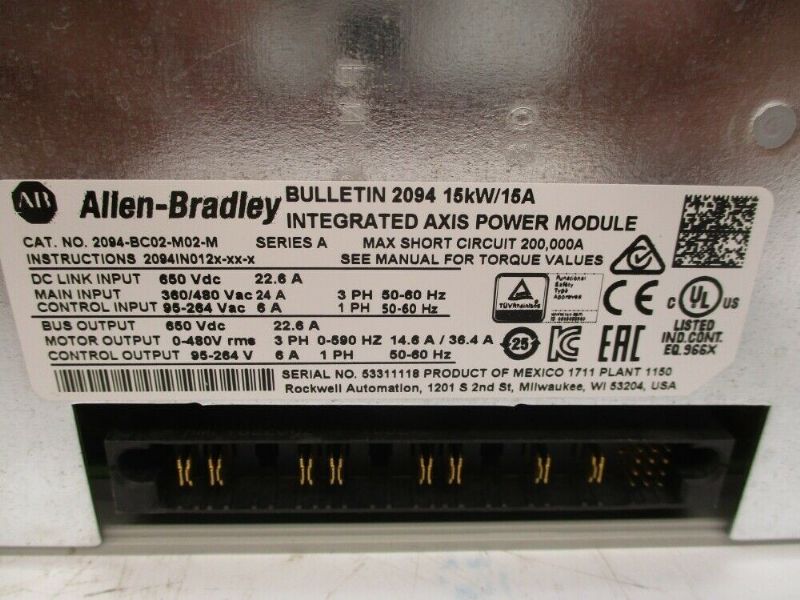 AB Allen-Bradley
BULLETIN 2094 15kW/15A
INTEGRATED AXIS POWER MODULE
CAT. NO. 2094-BC02-M02-M SERIES A MAX SHORT CIRCUIT 200,000A
INSTRUCTIONS 2094IN012x-xx-x SEE MANUAL FOR TORQUE VALUES
DC LINK INPUT 650 Vdc 22.6 A
MAIN INPUT 360/480 Vac 24 A 3 PH 50-60 Hz
CONTROL INPUT 95-264 Vac 6 A 1 PH 50-60 Hz
BUS OUTPUT 650 Vdc 22.6 A
MOTOR OUTPUT 0-480V rms 3 PH 0-590 HZ 14.6 A / 36.4 A
CONTROL OUTPUT 95-264 V 6 A 1 PH 50-60 Hz
TÜVRheinland
Functional
Safety
Type
Approved
CE
C UL US
LISTED
IND.CONT.
EQ.966X
25
EAC
SERIAL NO. 53311118 PRODUCT OF MEXICO 1711 PLANT 1150
Rockwell Automation, 1201 S 2nd St, Milwaukee, WI 53204, USA